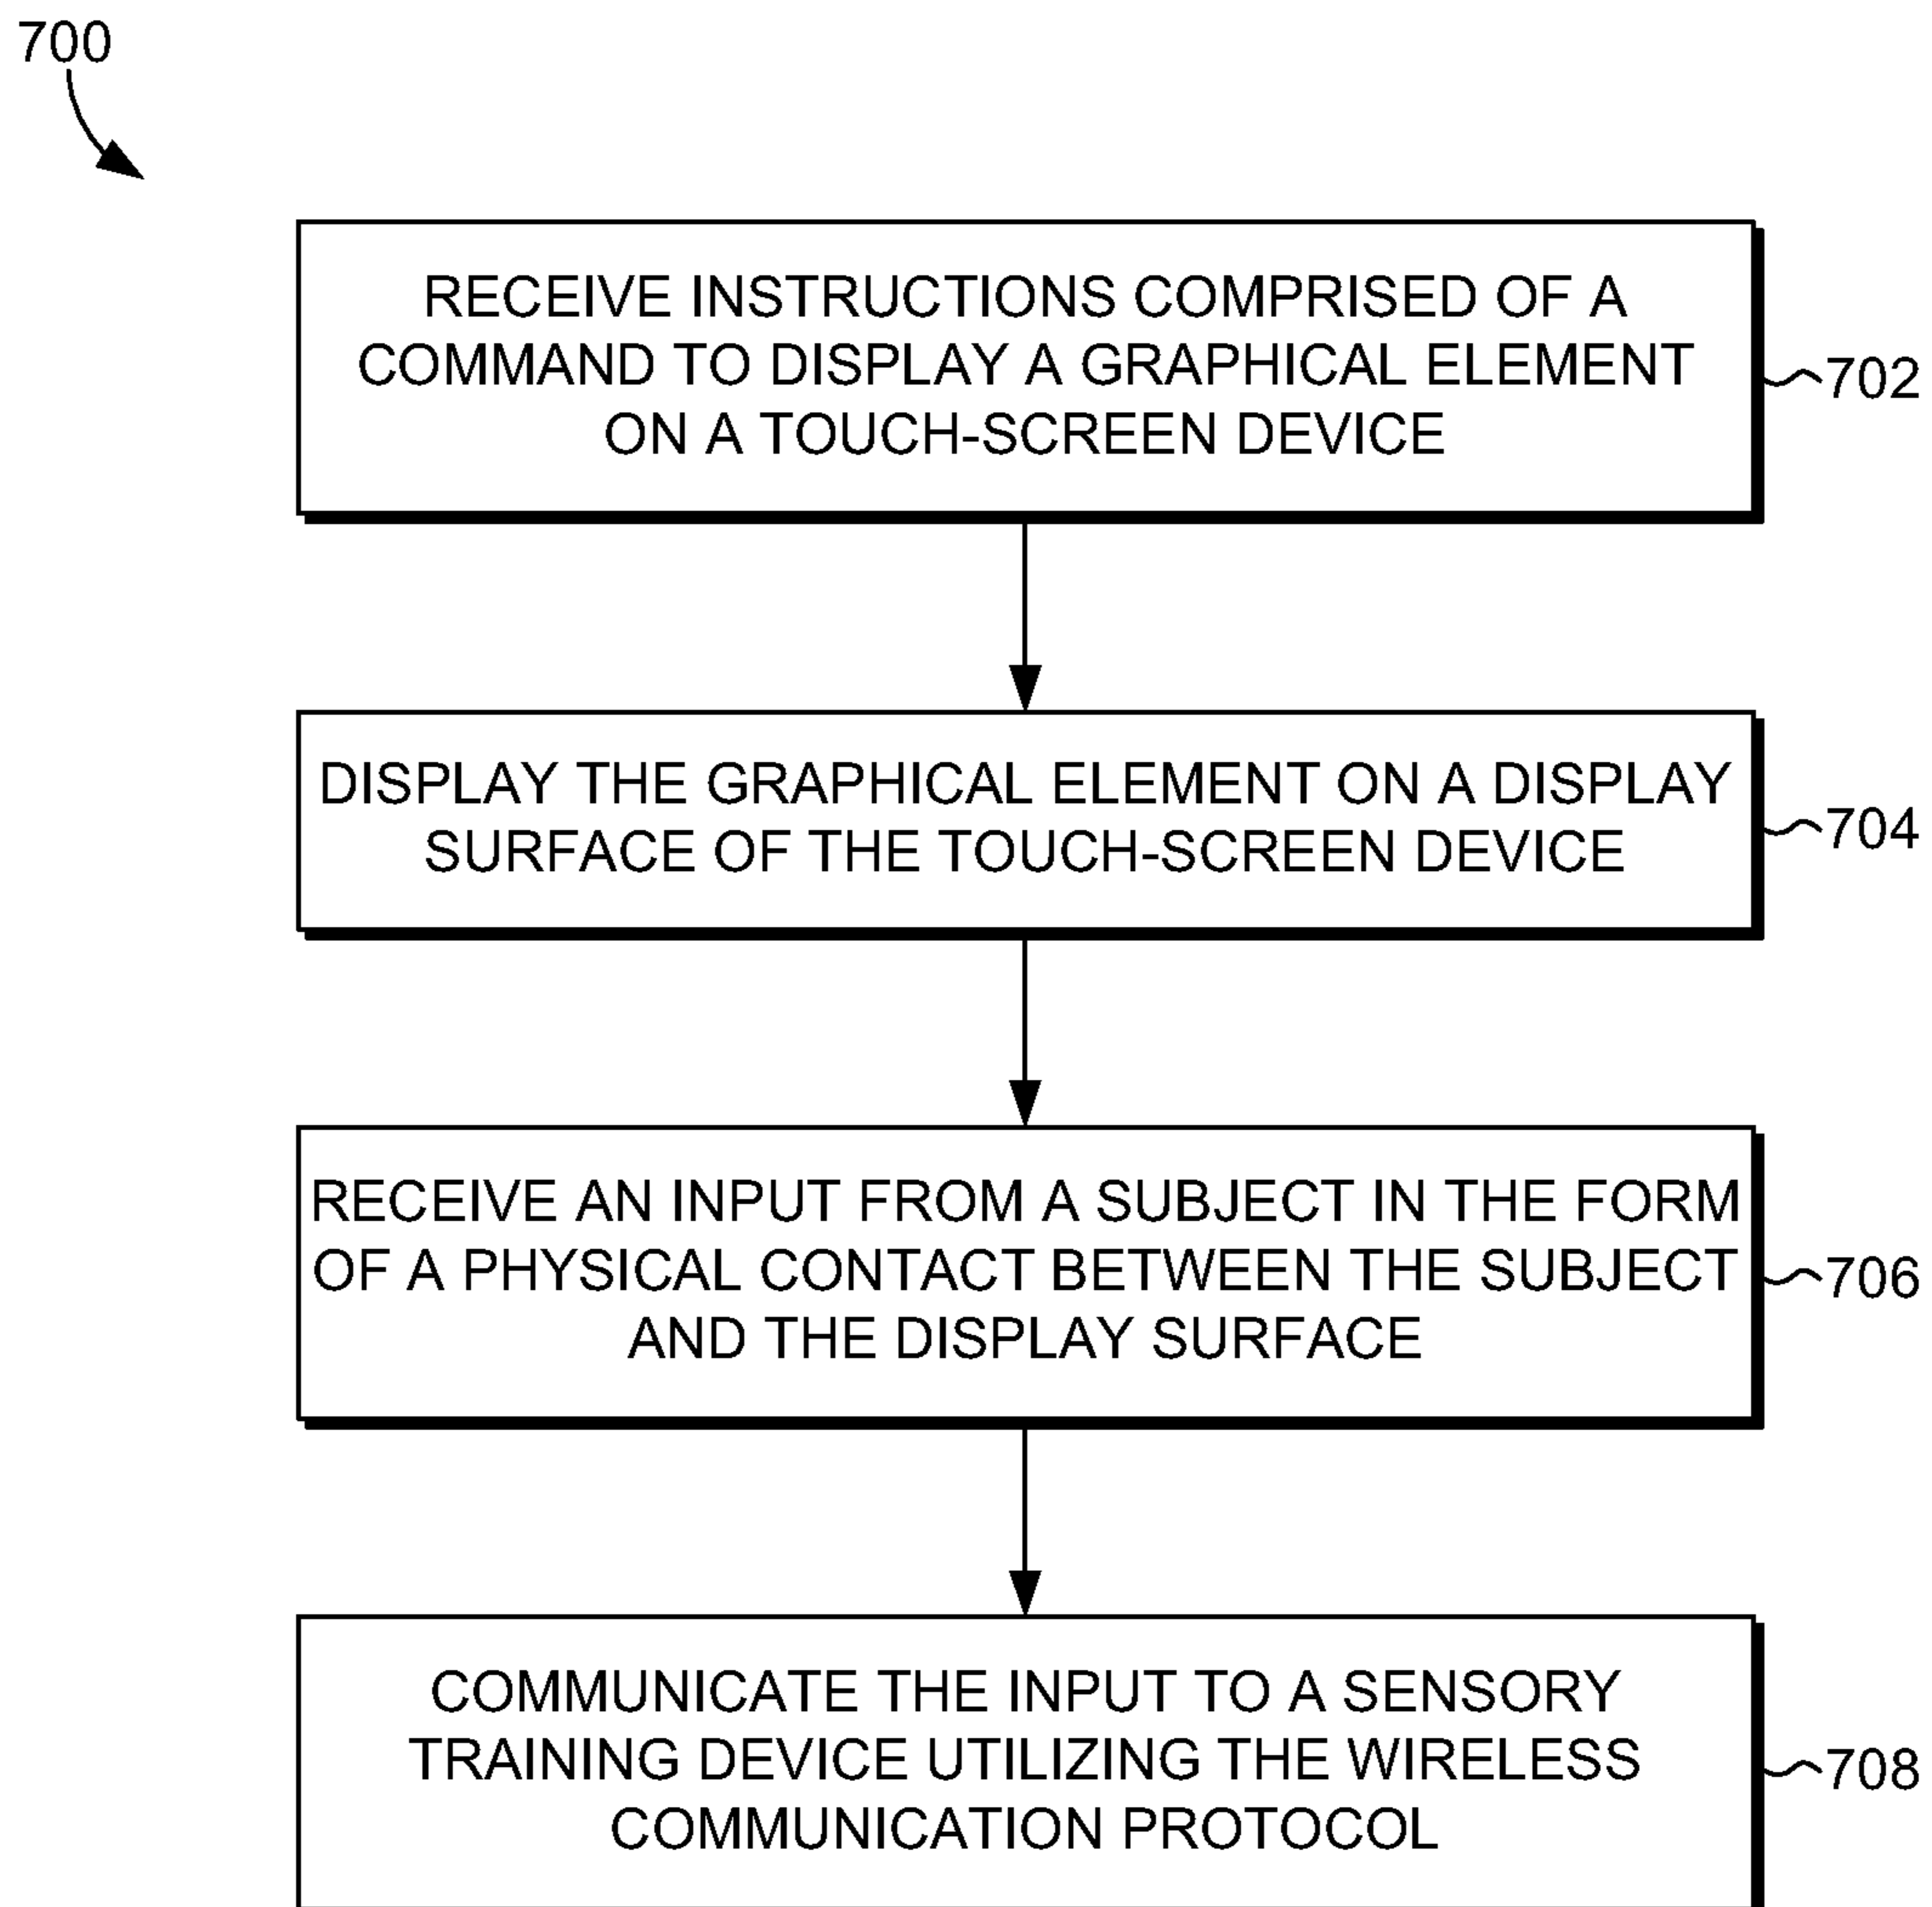 700
RECEIVE INSTRUCTIONS COMPRISED OF A
COMMAND TO DISPLAY A GRAPHICAL ELEMENT
ON A TOUCH-SCREEN DEVICE
702
DISPLAY THE GRAPHICAL ELEMENT ON A DISPLAY
SURFACE OF THE TOUCH-SCREEN DEVICE
704
RECEIVE AN INPUT FROM A SUBJECT IN THE FORM
OF A PHYSICAL CONTACT BETWEEN THE SUBJECT
AND THE DISPLAY SURFACE
706
COMMUNICATE THE INPUT TO A SENSORY
TRAINING DEVICE UTILIZING THE WIRELESS
COMMUNICATION PROTOCOL
708